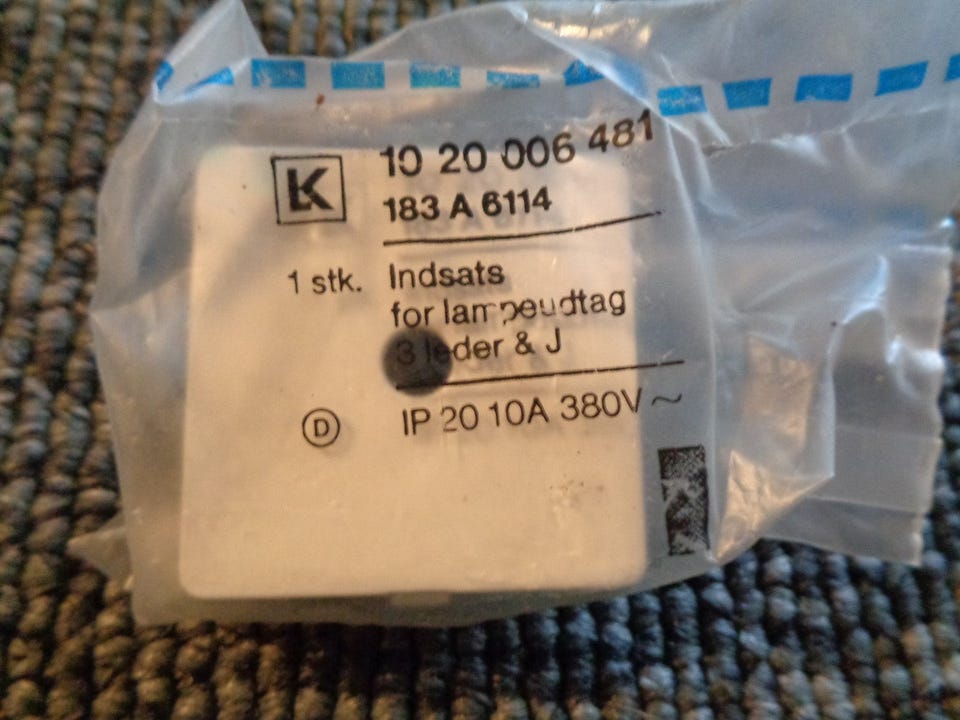 LK
10 20 006 481
183 A 6114
1 stk. Indsats
for lampeudtag
3 leder & J
D
IP 20 10A 380V ~